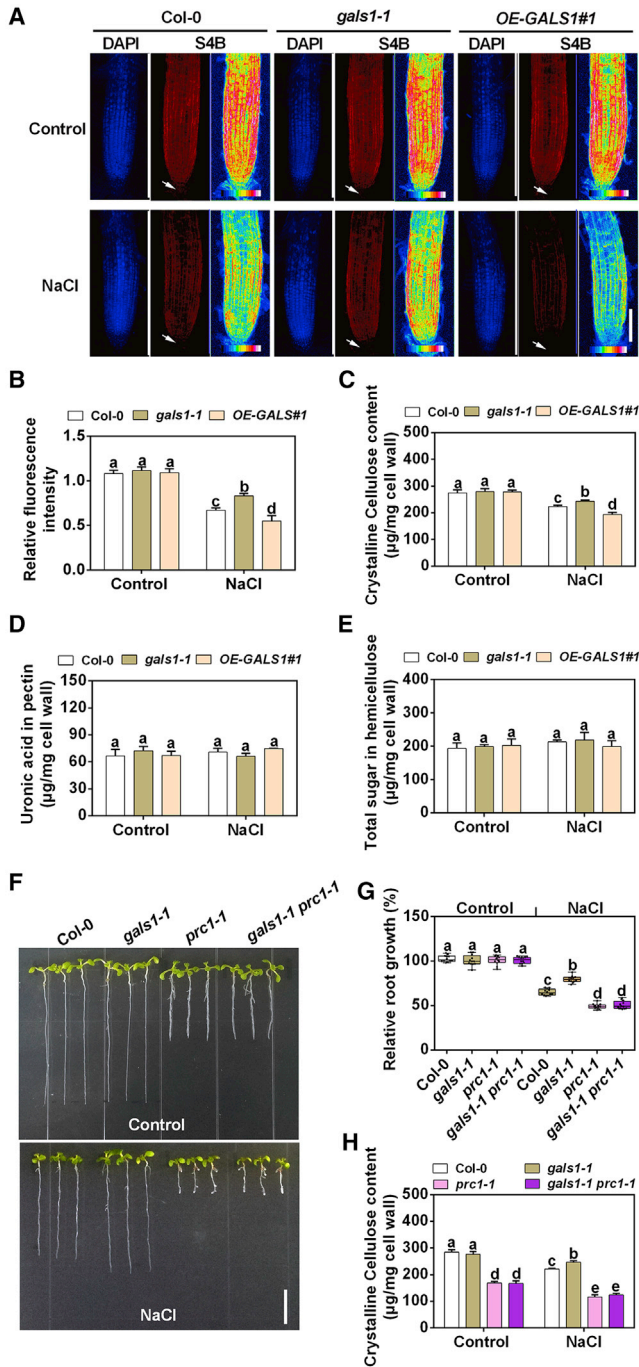 A
Col-0 gals1-1 OE-GALS1#1
DAPI S4B DAPI S4B DAPI S4B
Control
NaCl
B
Col-0 gals1-1 OE-GALS#1
Relative fluorescence
intensity
1.5
1.0
0.5
0.0
a a a c b d
Control NaCl
C
Col-0 gals1-1 OE-GALS#1
Crystalline Cellulose content
(µg/mg cell wall)
500
400
300
200
100
0
a a a c b d
Control NaCl
D
Col-0 gals1-1 OE-GALS1#1
Uronic acid in pectin
(µg/mg cell wall)
150
120
90
60
30
0
a a a a a a
Control NaCl
E
Col-0 gals1-1 OE-GALS1#1
Total sugar in hemicellulose
(µg/mg cell wall)
400
300
200
100
0
a a a a a a
Control NaCl
F
Col-0 gals1-1 prc1-1 gals1-1 prc1-1
Control
NaCl
G
Control NaCl
Relative root growth (%)
150
100
50
0
a a a a c b d d
Col-0 gals1-1 prc1-1 gals1-1 prc1-1 Col-0 gals1-1 prc1-1 gals1-1 prc1-1
H
Col-0 gals1-1
prc1-1 gals1-1 prc1-1
Crystalline Cellulose content
(µg/mg cell wall)
400
300
200
100
0
a a d d c b e e
Control NaCl